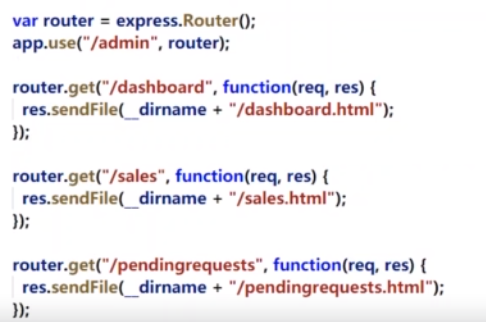 var router = express.Router();
app.use("/admin", router);
router.get("/dashboard", function(req, res) {
res.sendFile(__dirname + "/dashboard.html");
});
router.get("/sales", function(req, res) {
res.sendFile(__dirname + "/sales.html");
});
router.get("/pendingrequests", function(req, res) {
res.sendFile(__dirname + "/pendingrequests.html");
});